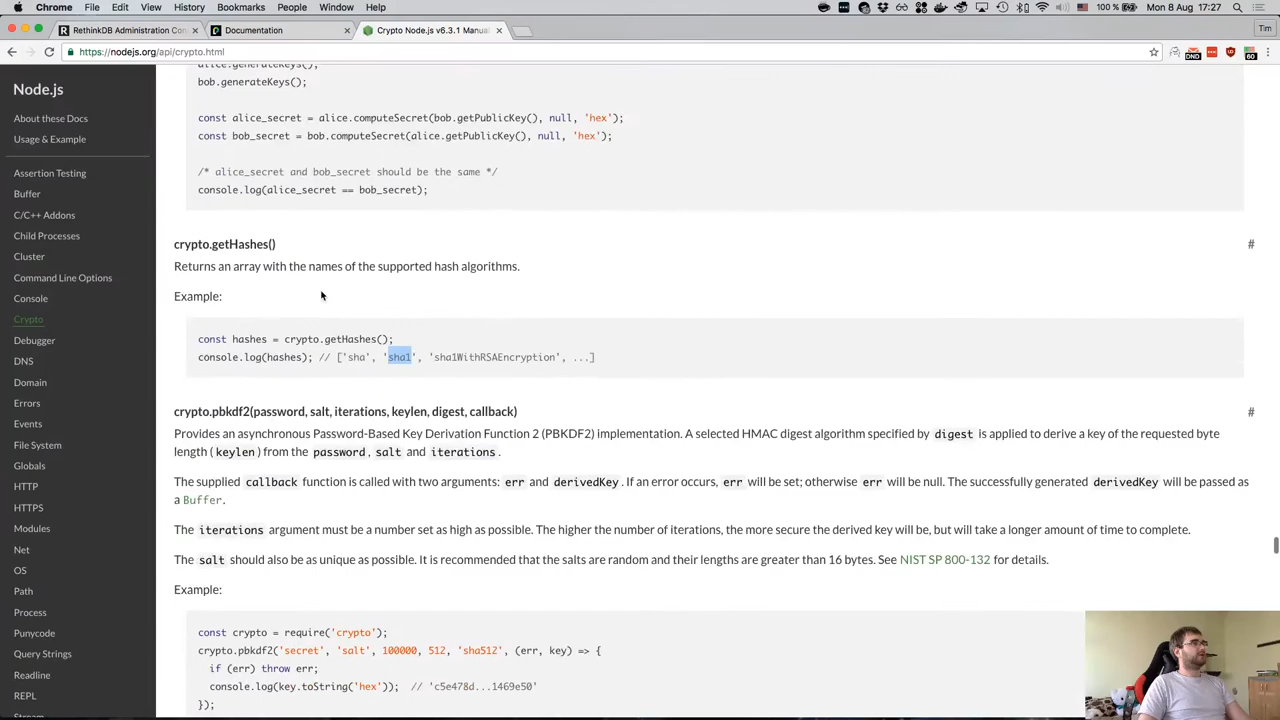 Chrome File Edit View History Bookmarks People Window Help
100 % Mon 8 Aug 17:27
RethinkDB Administration Con
Documentation
Crypto Node.js v6.3.1 Manua
Tim
https://nodejs.org/api/crypto.html
DND
60
Node.js
About these Docs
Usage & Example
Assertion Testing
Buffer
C/C++ Addons
Child Processes
Cluster
Command Line Options
Console
Crypto
Debugger
DNS
Domain
Errors
Events
File System
Globals
HTTP
HTTPS
Modules
Net
OS
Path
Process
Punycode
Query Strings
Readline
REPL
Stream
alice.generateKeys();
bob.generateKeys();
const alice_secret = alice.computeSecret(bob.getPublicKey(), null, 'hex');
const bob_secret = bob.computeSecret(alice.getPublicKey(), null, 'hex');
/* alice_secret and bob_secret should be the same */
console.log(alice_secret == bob_secret);
crypto.getHashes() #
Returns an array with the names of the supported hash algorithms.
Example:
const hashes = crypto.getHashes();
console.log(hashes); // ['sha', 'sha1', 'sha1WithRSAEncryption', ...]
crypto.pbkdf2(password, salt, iterations, keylen, digest, callback) #
Provides an asynchronous Password-Based Key Derivation Function 2 (PBKDF2) implementation. A selected HMAC digest algorithm specified by digest is applied to derive a key of the requested byte
length (keylen) from the password, salt and iterations.
The supplied callback function is called with two arguments: err and derivedKey. If an error occurs, err will be set; otherwise err will be null. The successfully generated derivedKey will be passed as
a Buffer.
The iterations argument must be a number set as high as possible. The higher the number of iterations, the more secure the derived key will be, but will take a longer amount of time to complete.
The salt should also be as unique as possible. It is recommended that the salts are random and their lengths are greater than 16 bytes. See NIST SP 800-132 for details.
Example:
const crypto = require('crypto');
crypto.pbkdf2('secret', 'salt', 100000, 512, 'sha512', (err, key) => {
if (err) throw err;
console.log(key.toString('hex')); // 'c5e478d...1469e50'
});